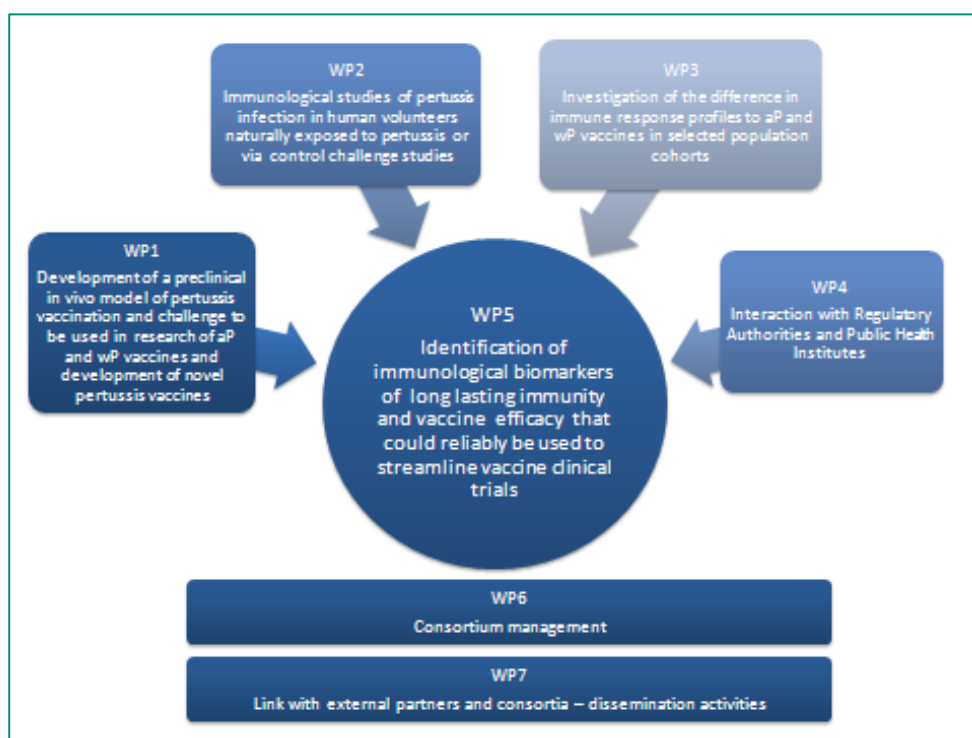 WP2
Immunological studies of pertussis
infection in human volunteers
naturally exposed to pertussis or
via control challenge studies
WP3
Investigation of the difference in
immune response profiles to aP and
wP vaccines in selected population
cohorts
WP1
Development of a preclinical
in vivo model of pertussis
vaccination and challenge to
be used in research of aP
and wP vaccines and
development of novel
pertussis vaccines
WP4
Interaction with Regulatory
Authorities and Public Health
Institutes
WP5
Identification of
immunological biomarkers
of long lasting immunity
and vaccine efficacy that
could reliably be used to
streamline vaccine clinical
trials
WP6
Consortium management
WP7
Link with external partners and consortia – dissemination activities